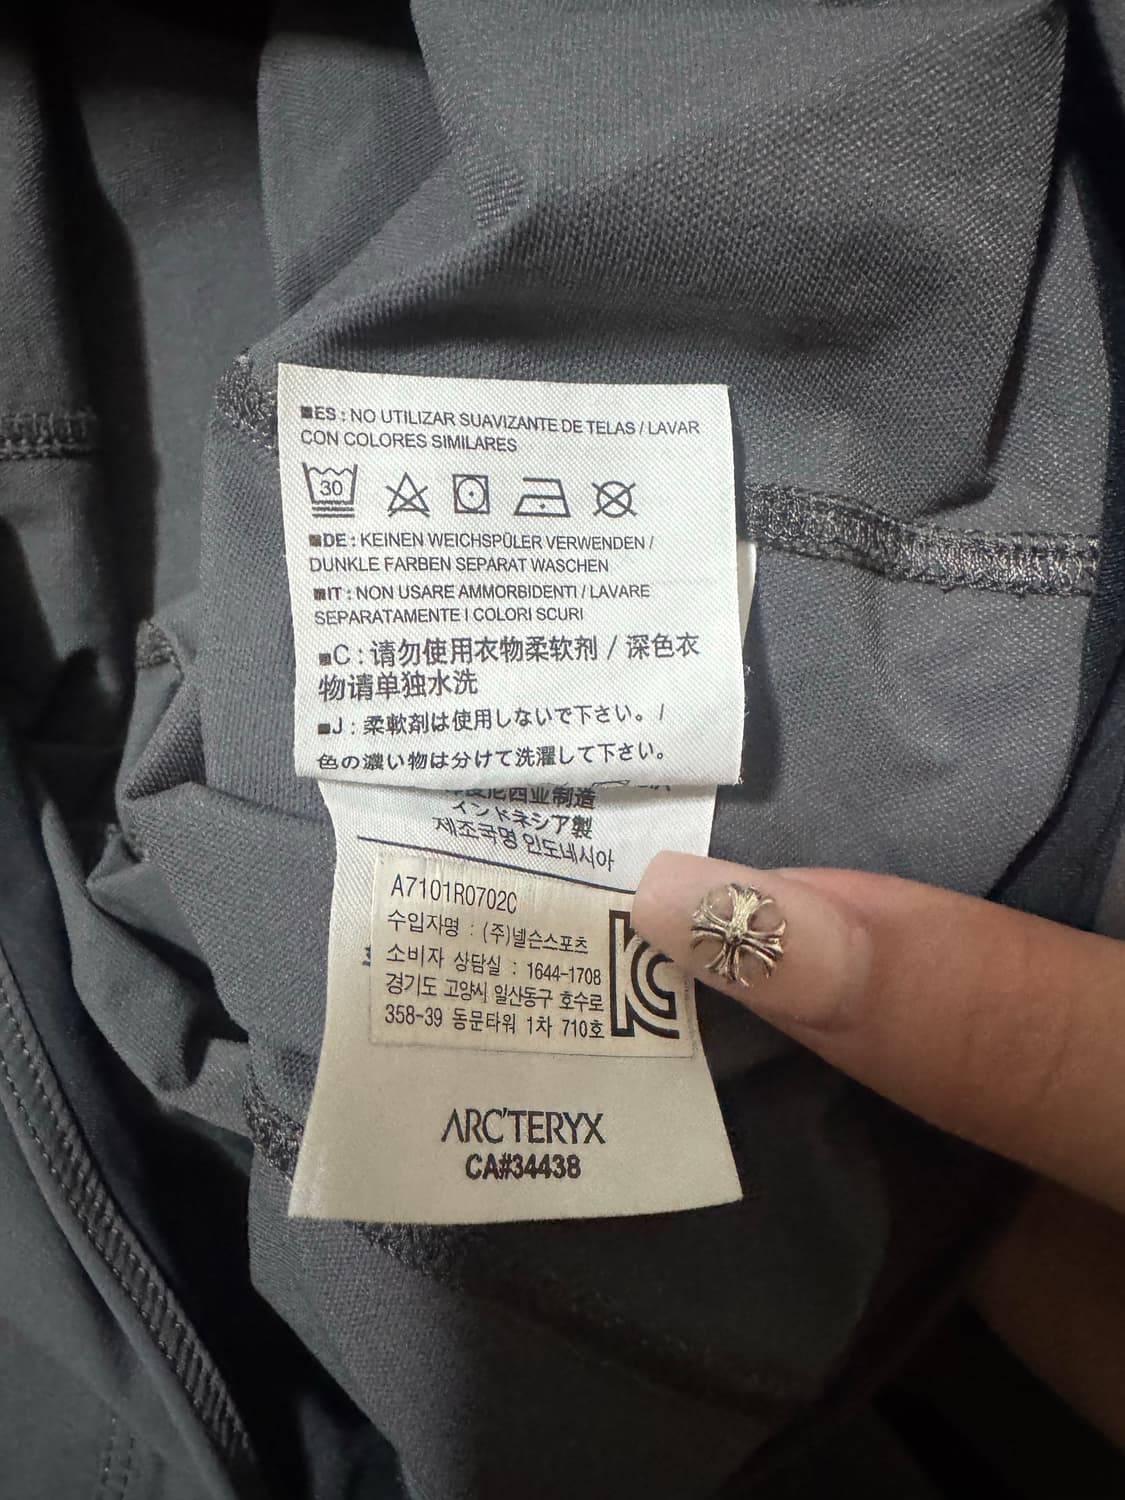 ■ES : NO UTILIZAR SUAVIZANTE DE TELAS / LAVAR
CON COLORES SIMILARES
30
■DE : KEINEN WEICHSPÜLER VERWENDEN /
DUNKLE FARBEN SEPARAT WASCHEN
■IT : NON USARE AMMORBIDENTI / LAVARE
SEPARATAMENTE I COLORI SCURI
■C : 请勿使用衣物柔软剂 / 深色衣
物请单独水洗
■J : 柔軟剤は使用しないで下さい。 /
色の濃い物は分けて洗濯して下さい。
尼西亚制造
インドネシア製
제조국명 인도네시아
A7101R0702C
수입자명 : (주)넬슨스포츠
소비자 상담실 : 1644-1708
경기도 고양시 일산동구 호수로
358-39 동문타워 1차 710호
ARC'TERYX
CA#34438